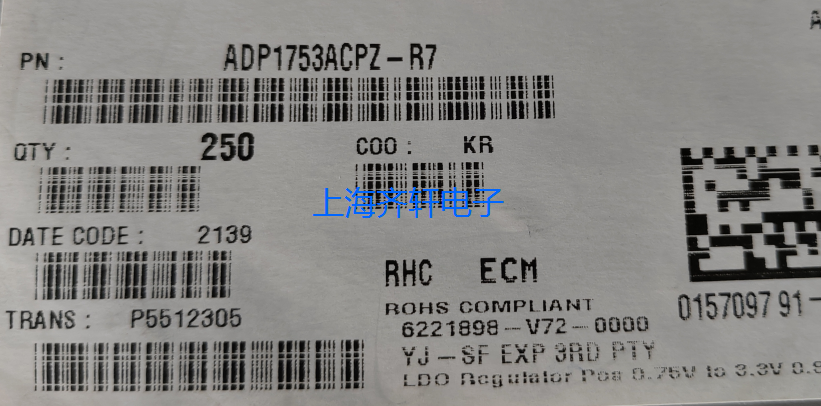 PN : ADP1753ACPZ-R7
QTY : 250
COO : KR
上海齐轩电子
DATE CODE : 2139
RHC ECM
ROHS COMPLIANT
TRANS : P5512305
6221898-V72-0000
0157097 91-
YJ-SF EXP 3RD PTY
LDO Regulator Pos 0.75V to 3.3V